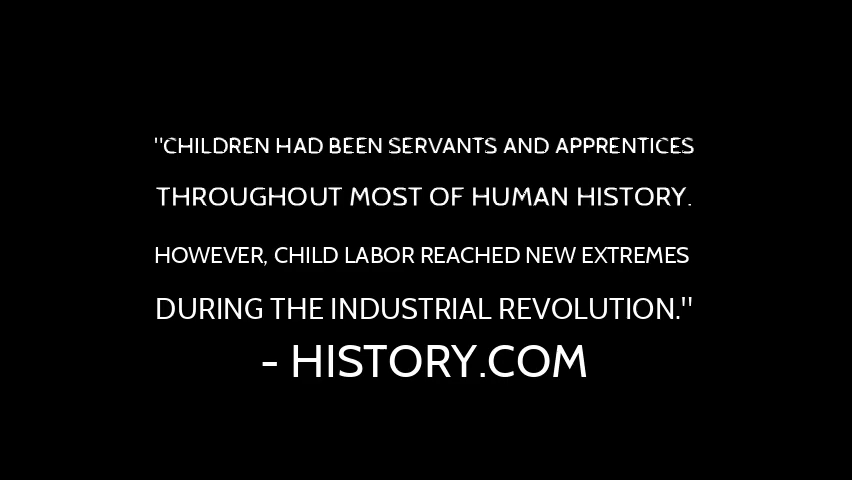 "CHILDREN HAD BEEN SERVANTS AND APPRENTICES
THROUGHOUT MOST OF HUMAN HISTORY.
HOWEVER, CHILD LABOR REACHED NEW EXTREMES
DURING THE INDUSTRIAL REVOLUTION."
- HISTORY.COM